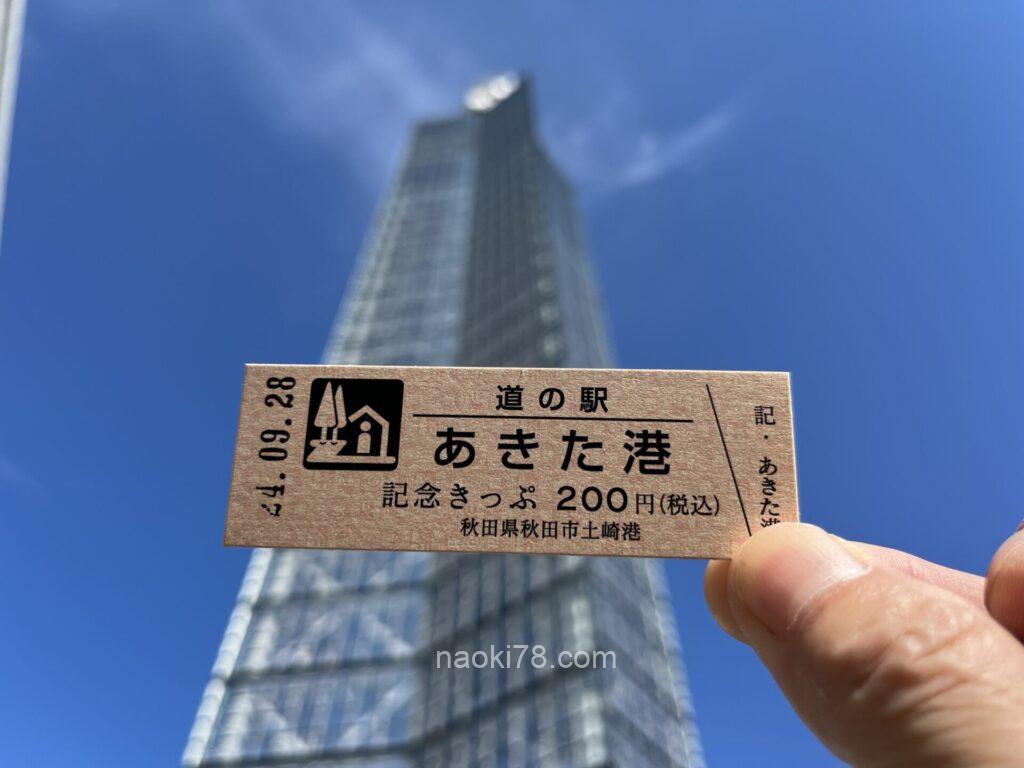 24.09.28
道の駅
あきた港
記念きっぷ 200円(税込)
秋田県秋田市土崎港
記・あきた港
naoki78.com